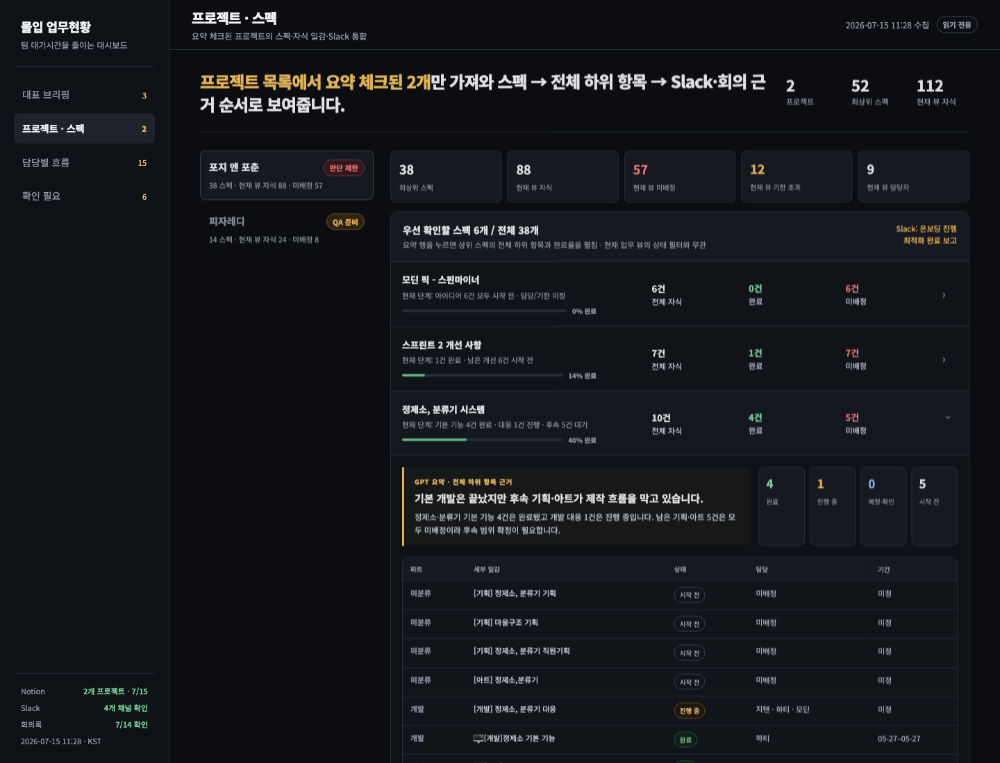 몰입 업무현황
팀 대기시간을 줄이는 대시보드
대표 브리핑 3
프로젝트 · 스펙 2
담당별 흐름 15
확인 필요 6
Notion 2개 프로젝트 · 7/15
Slack 4개 채널 확인
회의록 7/14 확인
2026-07-15 11:28 · KST
프로젝트 · 스펙
요약 체크된 프로젝트의 스펙·자식 일감·Slack 통합
2026-07-15 11:28 수집 읽기 전용
프로젝트 목록에서 요약 체크된 2개만 가져와 스펙 → 전체 하위 항목 → Slack·회의 근
거 순서로 보여줍니다.
2 52 112
프로젝트 최상위 스펙 현재 뷰 자식
포지 앤 포춘 판단 제한
38 스펙 · 현재 뷰 자식 88 · 미배정 57
피자레디 QA 준비
14 스펙 · 현재 뷰 자식 24 · 미배정 8
38 88 57 12 9
최상위 스펙 현재 뷰 자식 현재 뷰 미배정 현재 뷰 기한 초과 현재 뷰 담당자
우선 확인할 스펙 6개 / 전체 38개
요약 행을 누르면 상위 스펙의 전체 하위 항목과 완료율을 펼침 · 현재 업무 뷰의 상태 필터와 무관
Slack: 온보딩 진행
최적화 완료 보고
모딘 픽 - 스핀마이너
현재 단계: 아이디어 6건 모두 시작 전 · 담당/기한 미정
0% 완료
6건 0건 6건 ›
전체 자식 완료 미배정
스프린트 2 개선 사항
현재 단계: 1건 완료 · 남은 개선 6건 시작 전
14% 완료
7건 1건 7건 ›
전체 자식 완료 미배정
정제소, 분류기 시스템
현재 단계: 기본 기능 4건 완료 · 대응 1건 진행 · 후속 5건 대기
40% 완료
10건 4건 5건
전체 자식 완료 미배정
GPT 요약 · 전체 하위 항목 근거
기본 개발은 끝났지만 후속 기획·아트가 제작 흐름을 막고 있습니다.
정제소·분류기 기본 기능 4건은 완료됐고 개발 대응 1건은 진행 중입니다. 남은 기획·아트 5건은 모
두 미배정이라 후속 범위 확정이 필요합니다.
4 1 0 5
완료 진행 중 예정·확인 시작 전
파트 세부 일감 상태 담당 기간
미분류 [기획] 정제소, 분류기 기획 시작 전 미배정 미정
미분류 [기획] 마을구조 기획 시작 전 미배정 미정
미분류 [기획] 정제소, 분류기 직원기획 시작 전 미배정 미정
미분류 [아트] 정제소,분류기 시작 전 미배정 미정
개발 [개발] 정제소, 분류기 대응 진행 중 지텐 · 하티 · 모딘 미정
개발 🖥️[개발]정제소 기본 기능 완료 하티 05-27–05-27